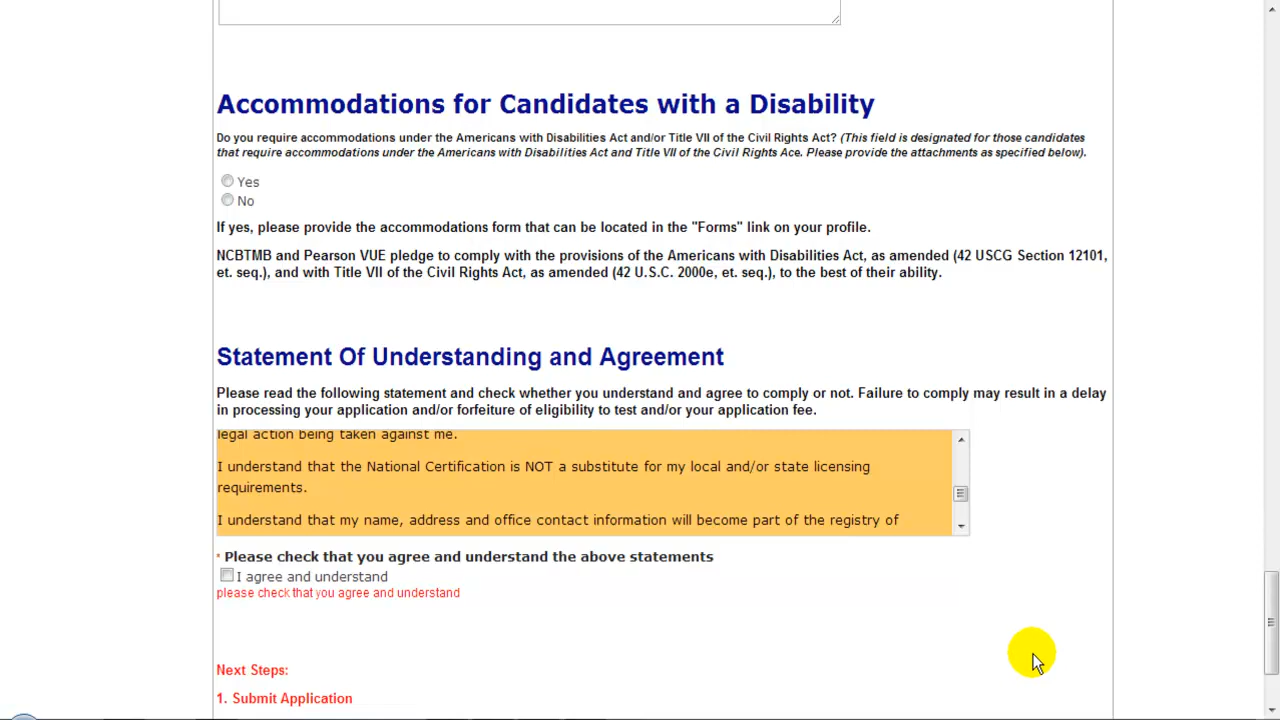 Accommodations for Candidates with a Disability
Do you require accommodations under the Americans with Disabilities Act and/or Title VII of the Civil Rights Act? (This field is designated for those candidates
that require accommodations under the Americans with Disabilities Act and Title VII of the Civil Rights Ace. Please provide the attachments as specified below).
Yes
No
If yes, please provide the accommodations form that can be located in the "Forms" link on your profile.
NCBTMB and Pearson VUE pledge to comply with the provisions of the Americans with Disabilities Act, as amended (42 USCG Section 12101,
et. seq.), and with Title VII of the Civil Rights Act, as amended (42 U.S.C. 2000e, et. seq.), to the best of their ability.
Statement Of Understanding and Agreement
Please read the following statement and check whether you understand and agree to comply or not. Failure to comply may result in a delay
in processing your application and/or forfeiture of eligibility to test and/or your application fee.
legal action being taken against me.
I understand that the National Certification is NOT a substitute for my local and/or state licensing
requirements.
I understand that my name, address and office contact information will become part of the registry of
* Please check that you agree and understand the above statements
I agree and understand
please check that you agree and understand
Next Steps:
1. Submit Application